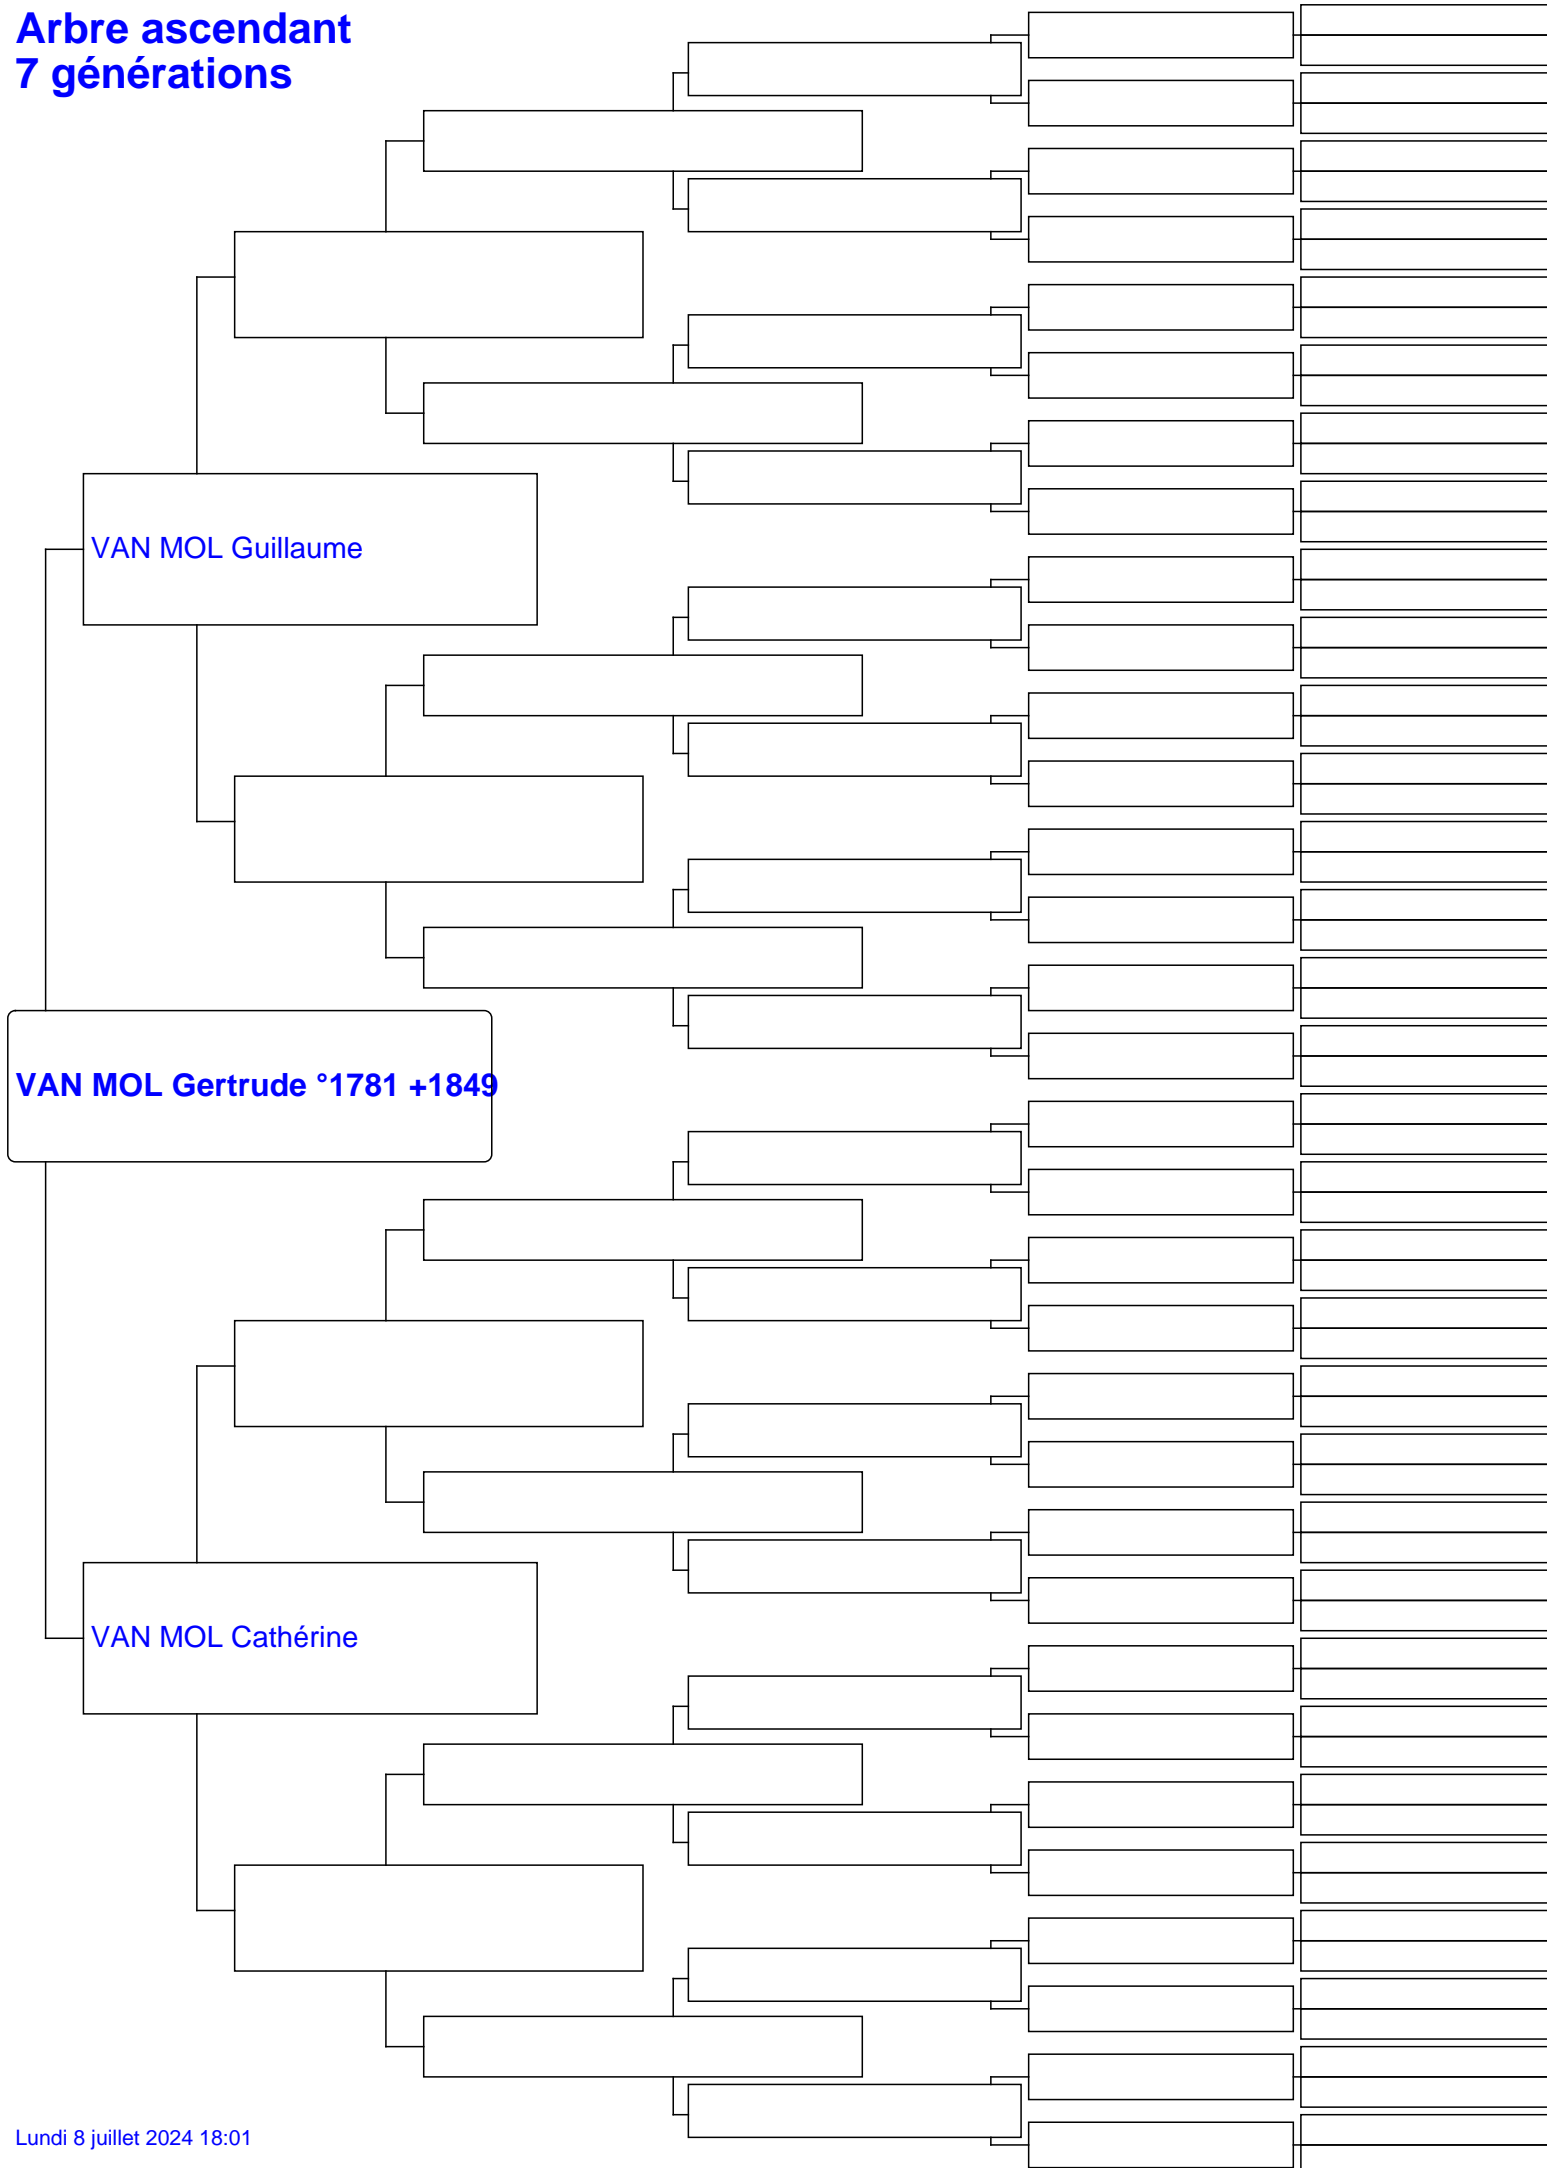 Arbre ascendant
7 générations
VAN MOL Guillaume
VAN MOL Gertrude °1781 +1849
VAN MOL Cathérine
Lundi 8 juillet 2024 18:01